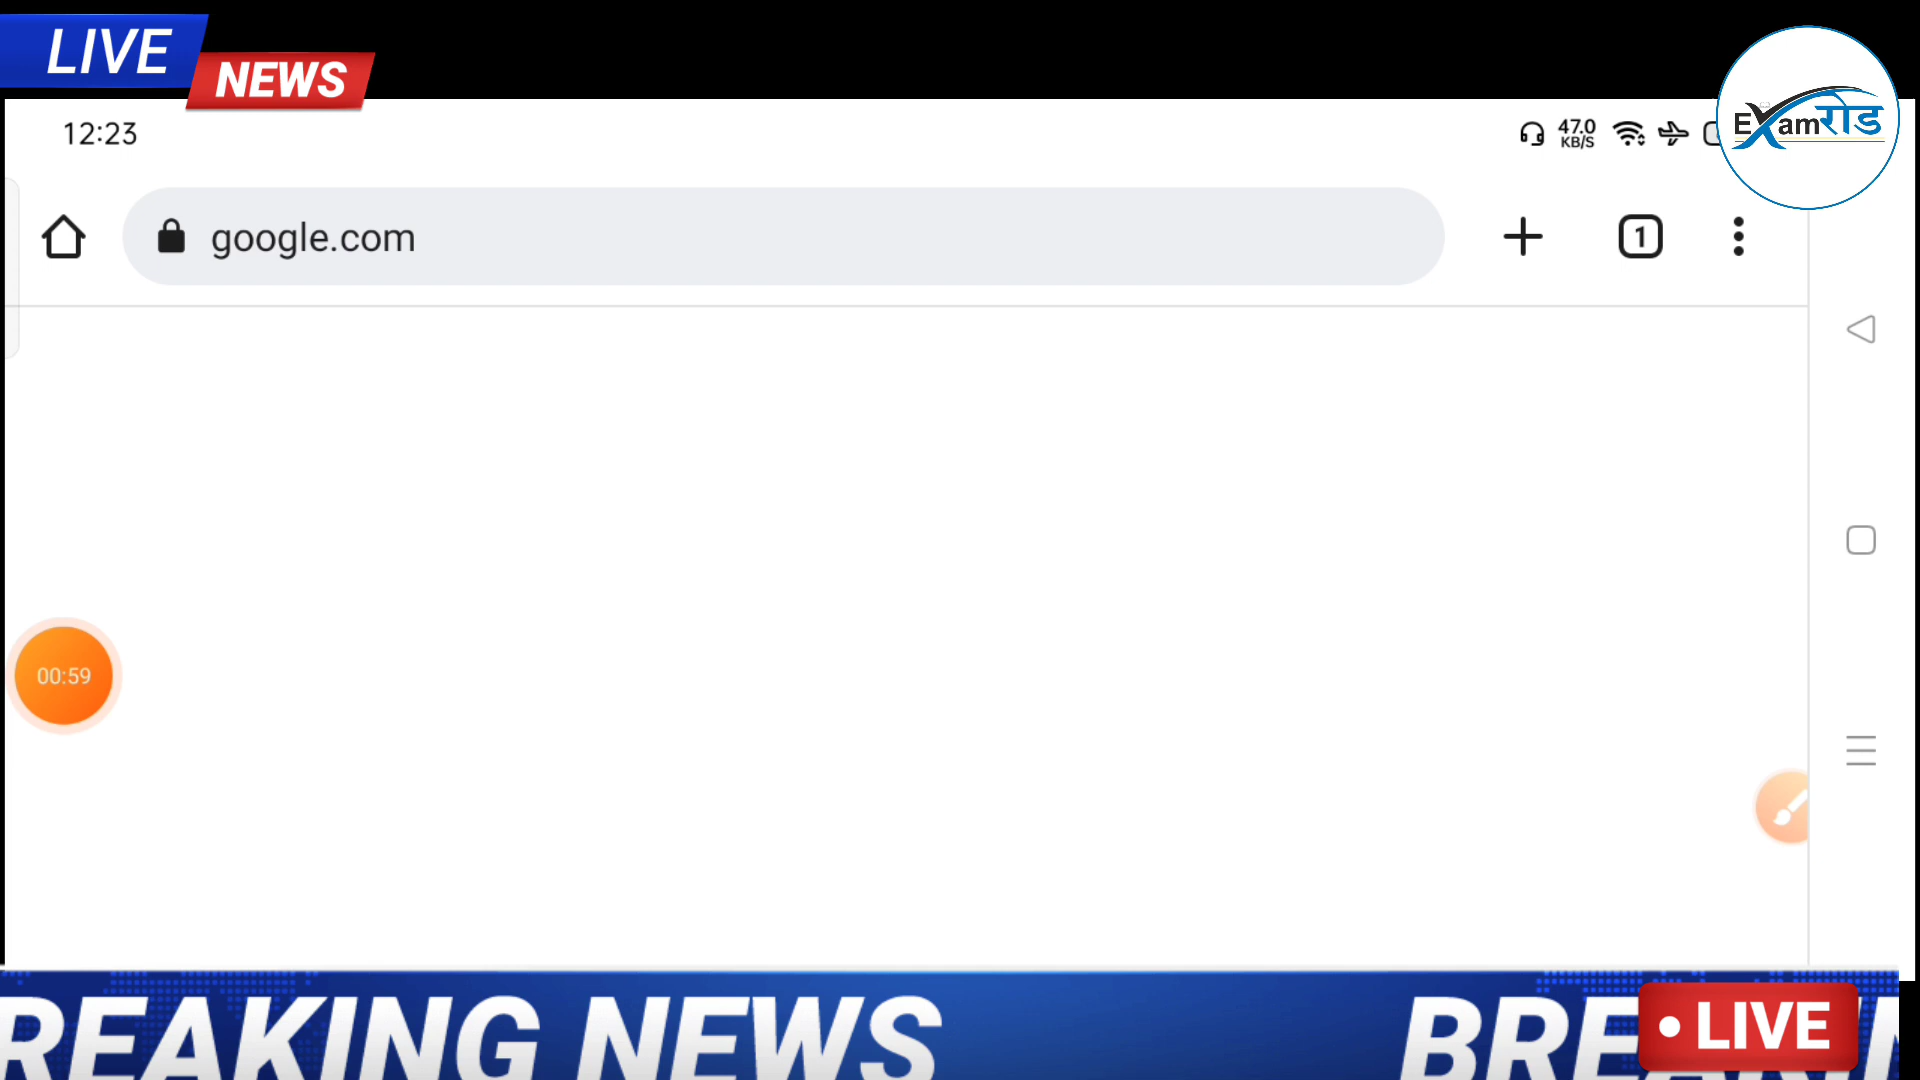 LIVE
NEWS
12:23
47.0
KB/S
Examरोड
google.com
1
00:59
REAKING NEWS
BRE
• LIVE